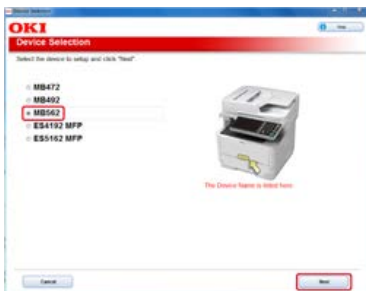 Device Selection
OKI
Help
Device Selection
Select the device to setup and click "Next".
MB472
MB492
MB562
ES4192 MFP
ES5162 MFP
The Device Name is listed here.
Cancel
Next